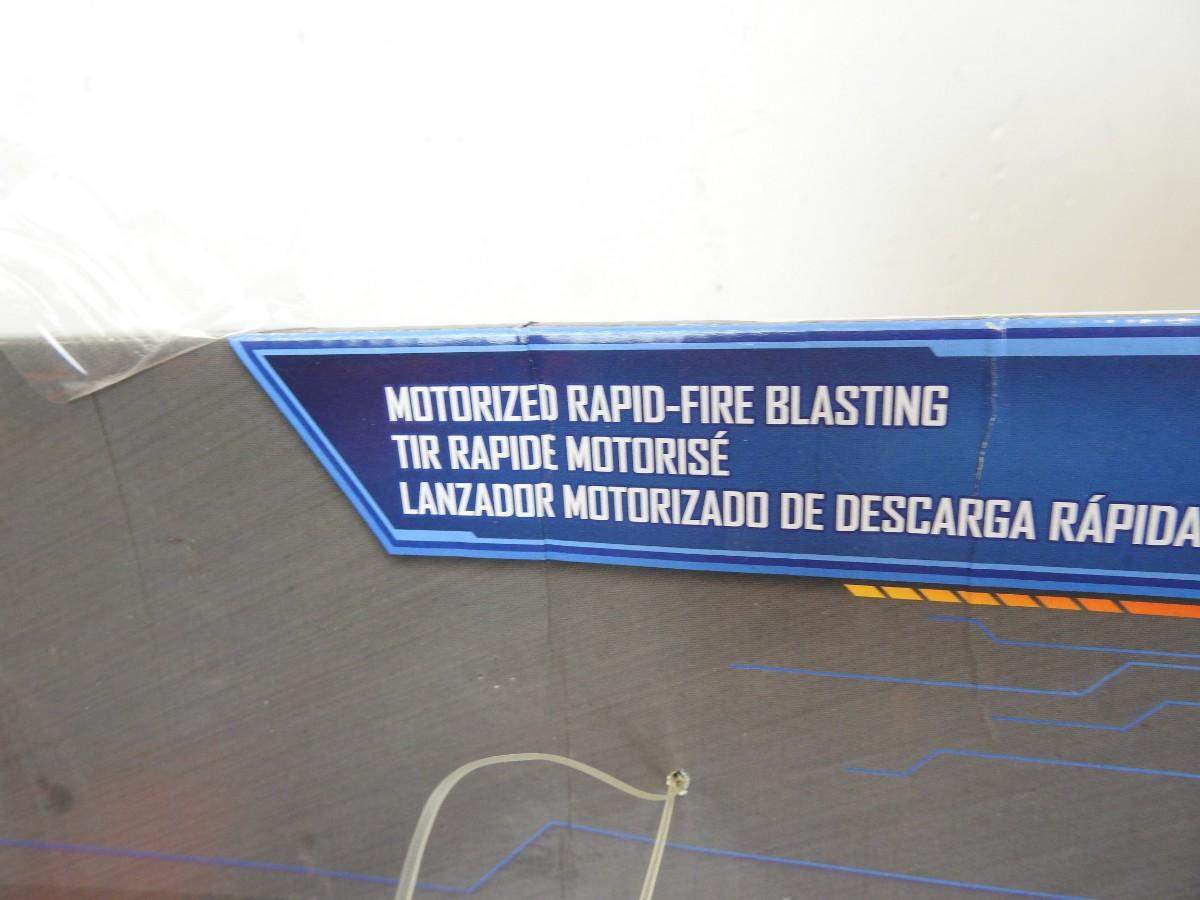 MOTORIZED RAPID-FIRE BLASTING
TIR RAPIDE MOTORISÉ
LANZADOR MOTORIZADO DE DESCARGA RÁPIDA